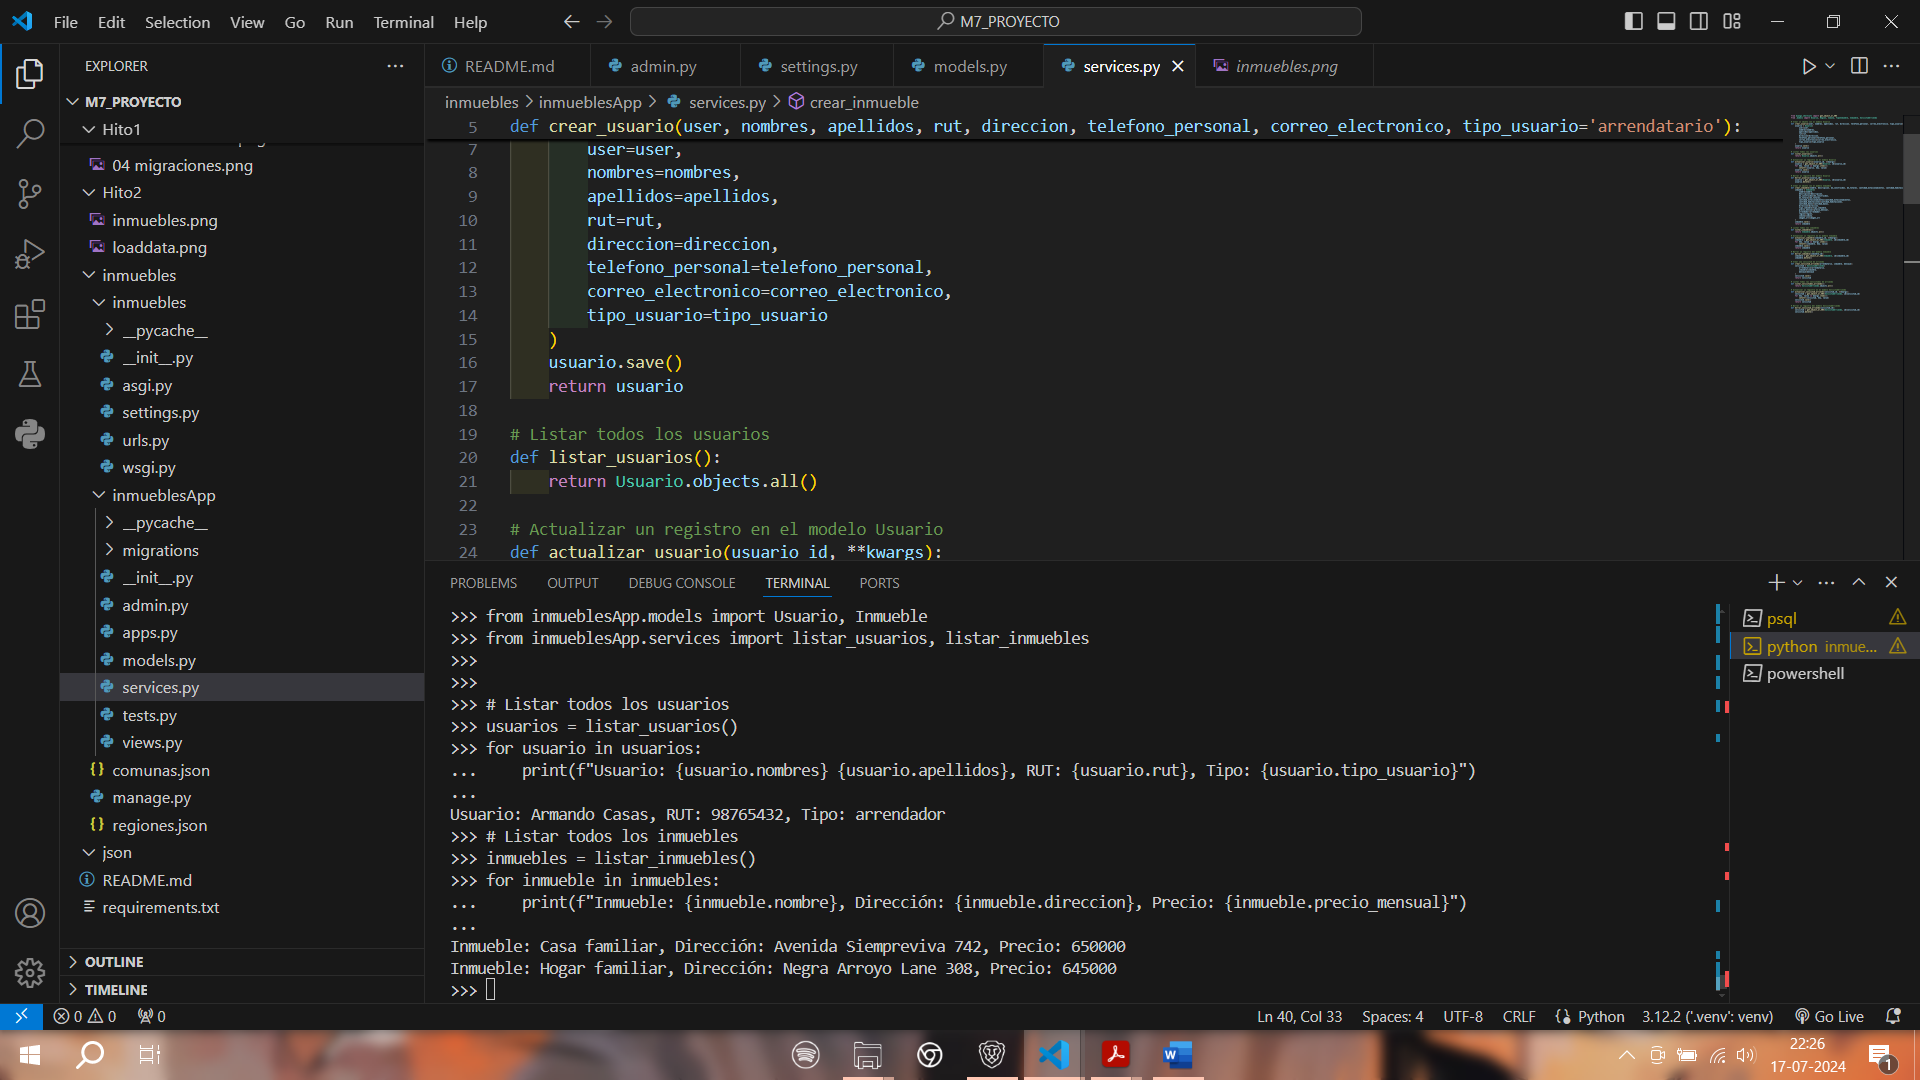 File Edit Selection View Go Run Terminal Help
M7_PROYECTO
EXPLORER
M7_PROYECTO
Hito1
04 migraciones.png
Hito2
inmuebles.png
loaddata.png
inmuebles
inmuebles
__pycache__
__init__.py
asgi.py
settings.py
urls.py
wsgi.py
inmueblesApp
__pycache__
migrations
__init__.py
admin.py
apps.py
models.py
services.py
tests.py
views.py
comunas.json
manage.py
regiones.json
json
README.md
requirements.txt
OUTLINE
TIMELINE
README.md admin.py settings.py models.py services.py inmuebles.png
inmuebles > inmueblesApp > services.py > crear_inmueble
5 def crear_usuario(user, nombres, apellidos, rut, direccion, telefono_personal, correo_electronico, tipo_usuario='arrendatario'):
7 user=user,
8 nombres=nombres,
9 apellidos=apellidos,
10 rut=rut,
11 direccion=direccion,
12 telefono_personal=telefono_personal,
13 correo_electronico=correo_electronico,
14 tipo_usuario=tipo_usuario
15 )
16 usuario.save()
17 return usuario
18
19 # Listar todos los usuarios
20 def listar_usuarios():
21 return Usuario.objects.all()
22
23 # Actualizar un registro en el modelo Usuario
24 def actualizar_usuario(usuario_id, **kwargs):
PROBLEMS OUTPUT DEBUG CONSOLE TERMINAL PORTS
>>> from inmueblesApp.models import Usuario, Inmueble
>>> from inmueblesApp.services import listar_usuarios, listar_inmuebles
>>>
>>>
>>> # Listar todos los usuarios
>>> usuarios = listar_usuarios()
>>> for usuario in usuarios:
... print(f"Usuario: {usuario.nombres} {usuario.apellidos}, RUT: {usuario.rut}, Tipo: {usuario.tipo_usuario}")
...
Usuario: Armando Casas, RUT: 98765432, Tipo: arrendador
>>> # Listar todos los inmuebles
>>> inmuebles = listar_inmuebles()
>>> for inmueble in inmuebles:
... print(f"Inmueble: {inmueble.nombre}, Dirección: {inmueble.direccion}, Precio: {inmueble.precio_mensual}")
...
Inmueble: Casa familiar, Dirección: Avenida Siempreviva 742, Precio: 650000
Inmueble: Hogar familiar, Dirección: Negra Arroyo Lane 308, Precio: 645000
>>>
psql
python inmue...
powershell
0 0 0
Ln 40, Col 33 Spaces: 4 UTF-8 CRLF Python 3.12.2 ('.venv': venv) Go Live
22:26
17-07-2024
1